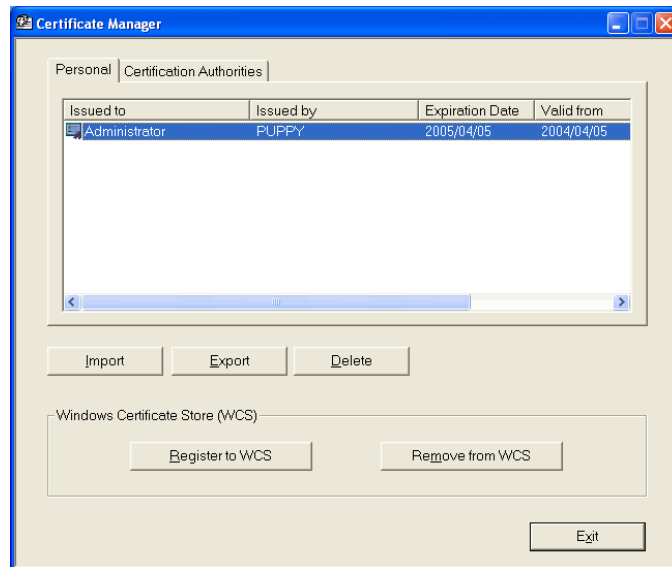 Certificate Manager
Personal Certification Authorities
Issued to Issued by Expiration Date Valid from
Administrator PUPPY 2005/04/05 2004/04/05
Import Export Delete
Windows Certificate Store (WCS)
Register to WCS Remove from WCS
Exit